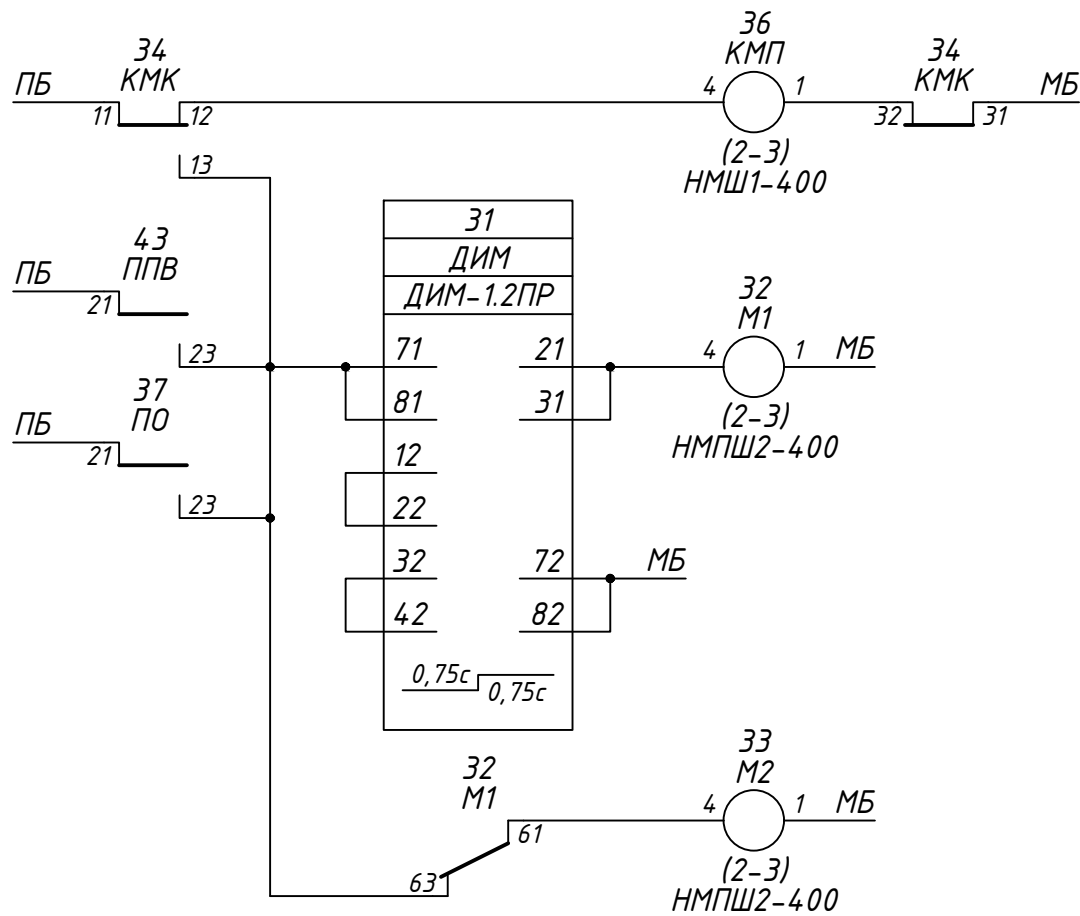 34
КМК
ПБ
11
12
13
36
КМП
4
1
(2-3)
НМШ1-400
34
КМК
32
31
МБ
43
ППВ
ПБ
21
23
37
ПО
ПБ
21
23
31
ДИМ
ДИМ-1.2ПР
71
21
81
31
12
22
32
72
42
82
0,75с
0,75с
МБ
32
М1
4
1
МБ
(2-3)
НМПШ2-400
32
М1
61
63
33
М2
4
1
МБ
(2-3)
НМПШ2-400